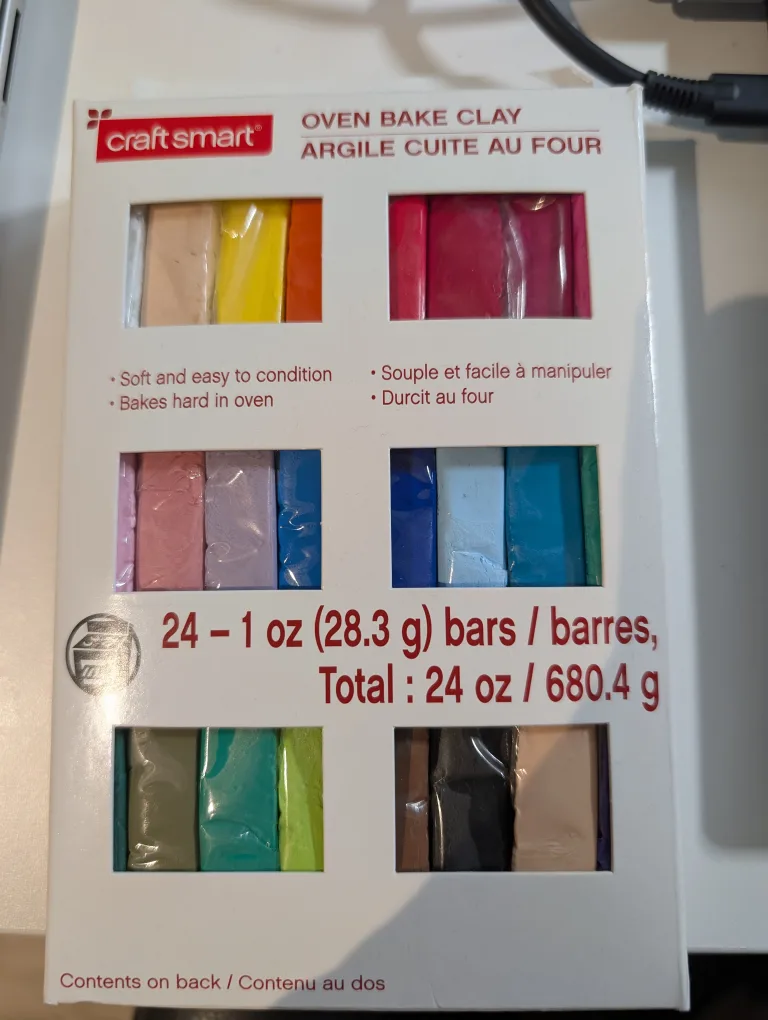 craft smart®
OVEN BAKE CLAY
ARGILE CUITE AU FOUR
• Soft and easy to condition
• Bakes hard in oven
• Souple et facile à manipuler
• Durcit au four
24 – 1 oz (28.3 g) bars / barres,
Total : 24 oz / 680.4 g
Contents on back / Contenu au dos